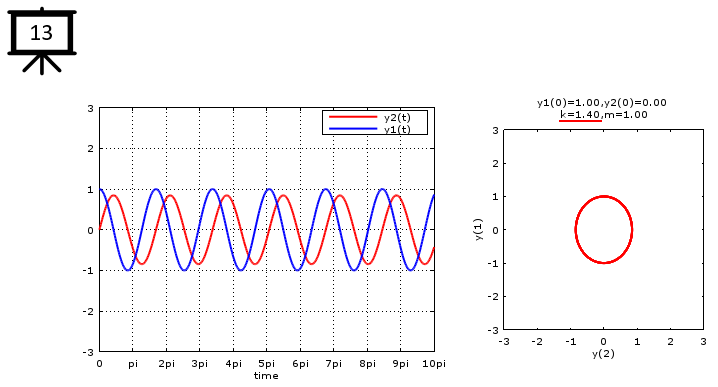 13
y2(t)
y1(t)
3
2
1
0
-1
-2
-3
0 pi 2pi 3pi 4pi 5pi 6pi 7pi 8pi 9pi 10pi
time
y1(0)=1.00,y2(0)=0.00
k=1.40,m=1.00
3
2
1
0
-1
-2
-3
y(1)
-3 -2 -1 0 1 2 3
y(2)